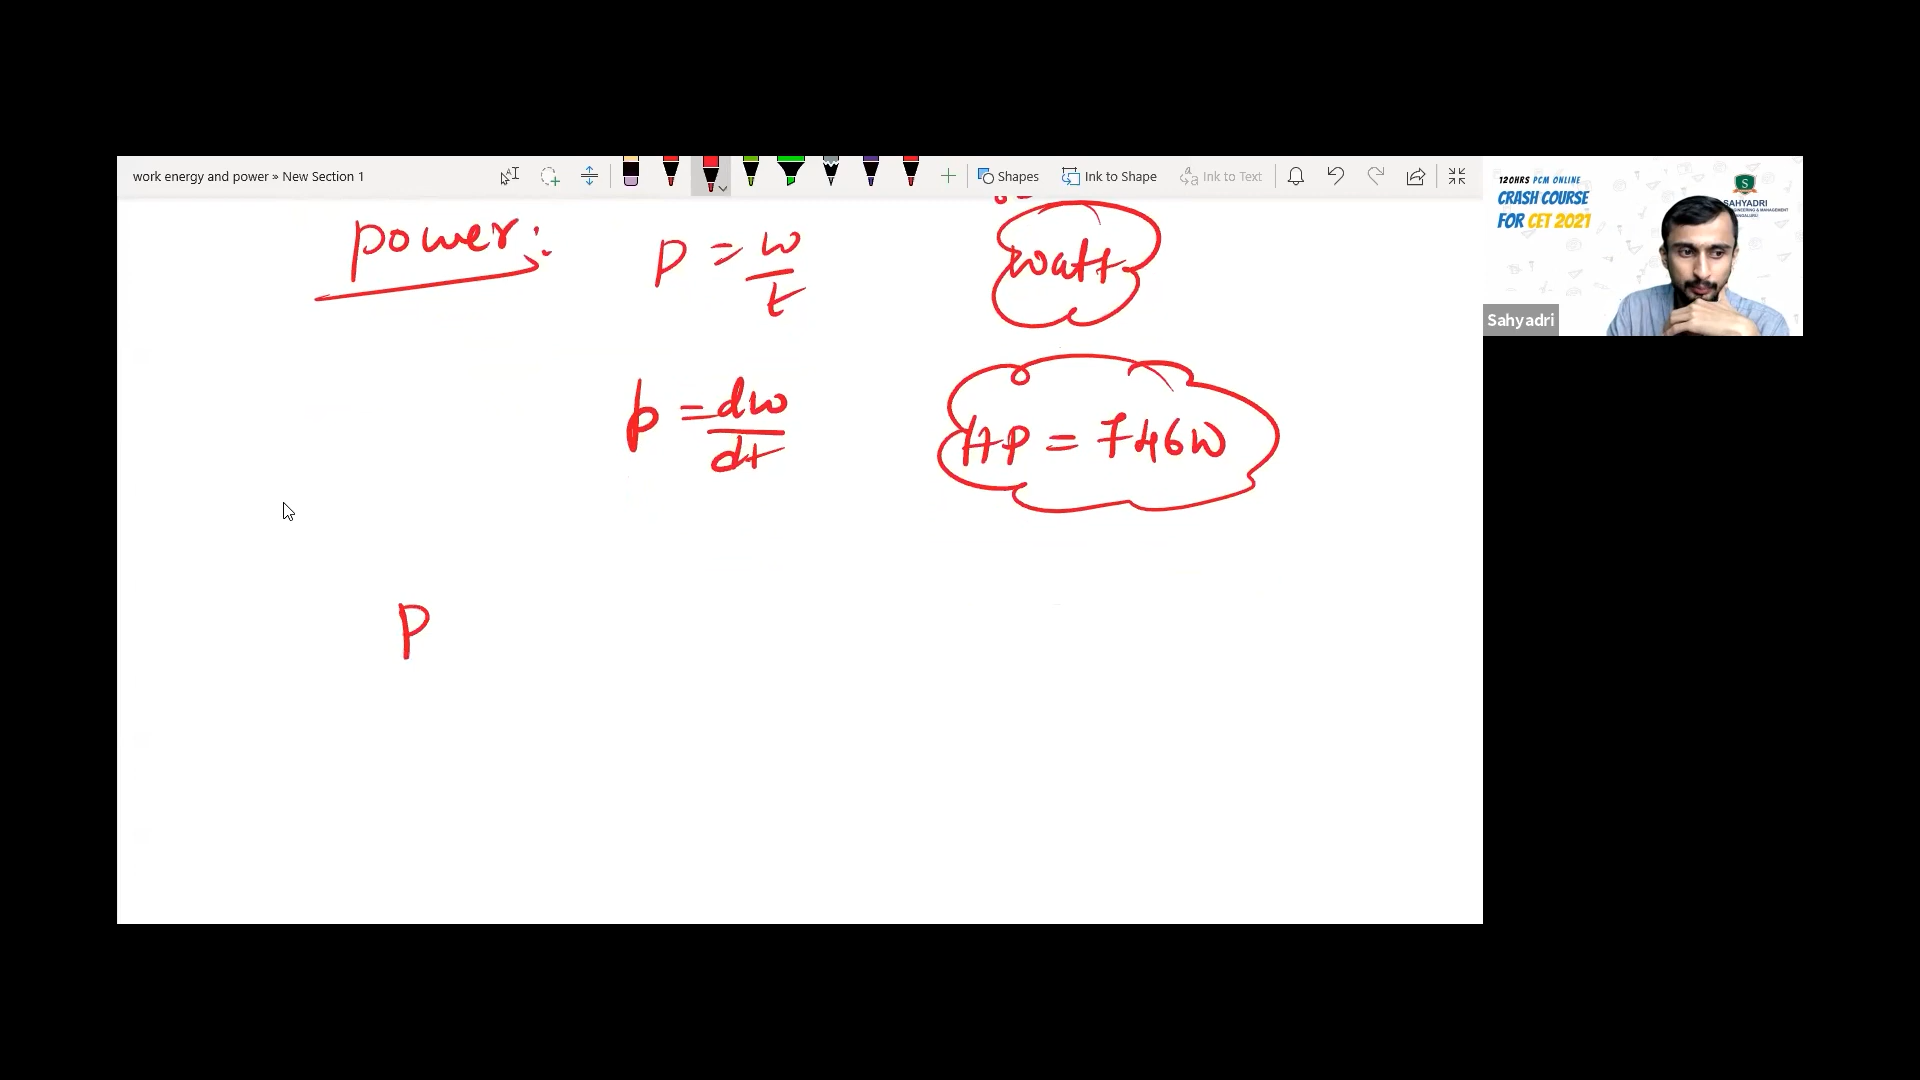 work energy and power » New Section 1
Shapes
Ink to Shape
Ink to Text
power:
P = w/t
watt
p = dw/dt
HP = 746W
P
120HRS PCM ONLINE
CRASH COURSE
FOR CET 2021
S
SAHYADRI
Sahyadri